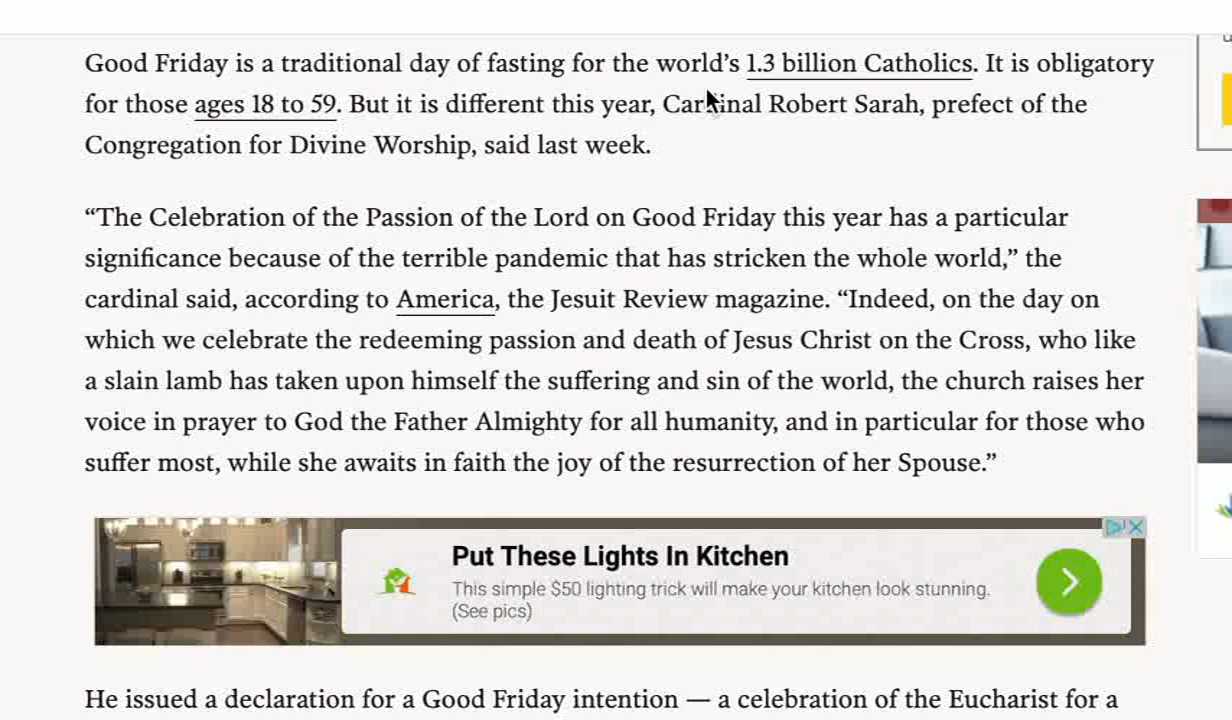 Good Friday is a traditional day of fasting for the world’s 1.3 billion Catholics. It is obligatory
for those ages 18 to 59. But it is different this year, Cardinal Robert Sarah, prefect of the
Congregation for Divine Worship, said last week.
“The Celebration of the Passion of the Lord on Good Friday this year has a particular
significance because of the terrible pandemic that has stricken the whole world,” the
cardinal said, according to America, the Jesuit Review magazine. “Indeed, on the day on
which we celebrate the redeeming passion and death of Jesus Christ on the Cross, who like
a slain lamb has taken upon himself the suffering and sin of the world, the church raises her
voice in prayer to God the Father Almighty for all humanity, and in particular for those who
suffer most, while she awaits in faith the joy of the resurrection of her Spouse.”
Put These Lights In Kitchen
This simple $50 lighting trick will make your kitchen look stunning.
(See pics)
He issued a declaration for a Good Friday intention — a celebration of the Eucharist for a